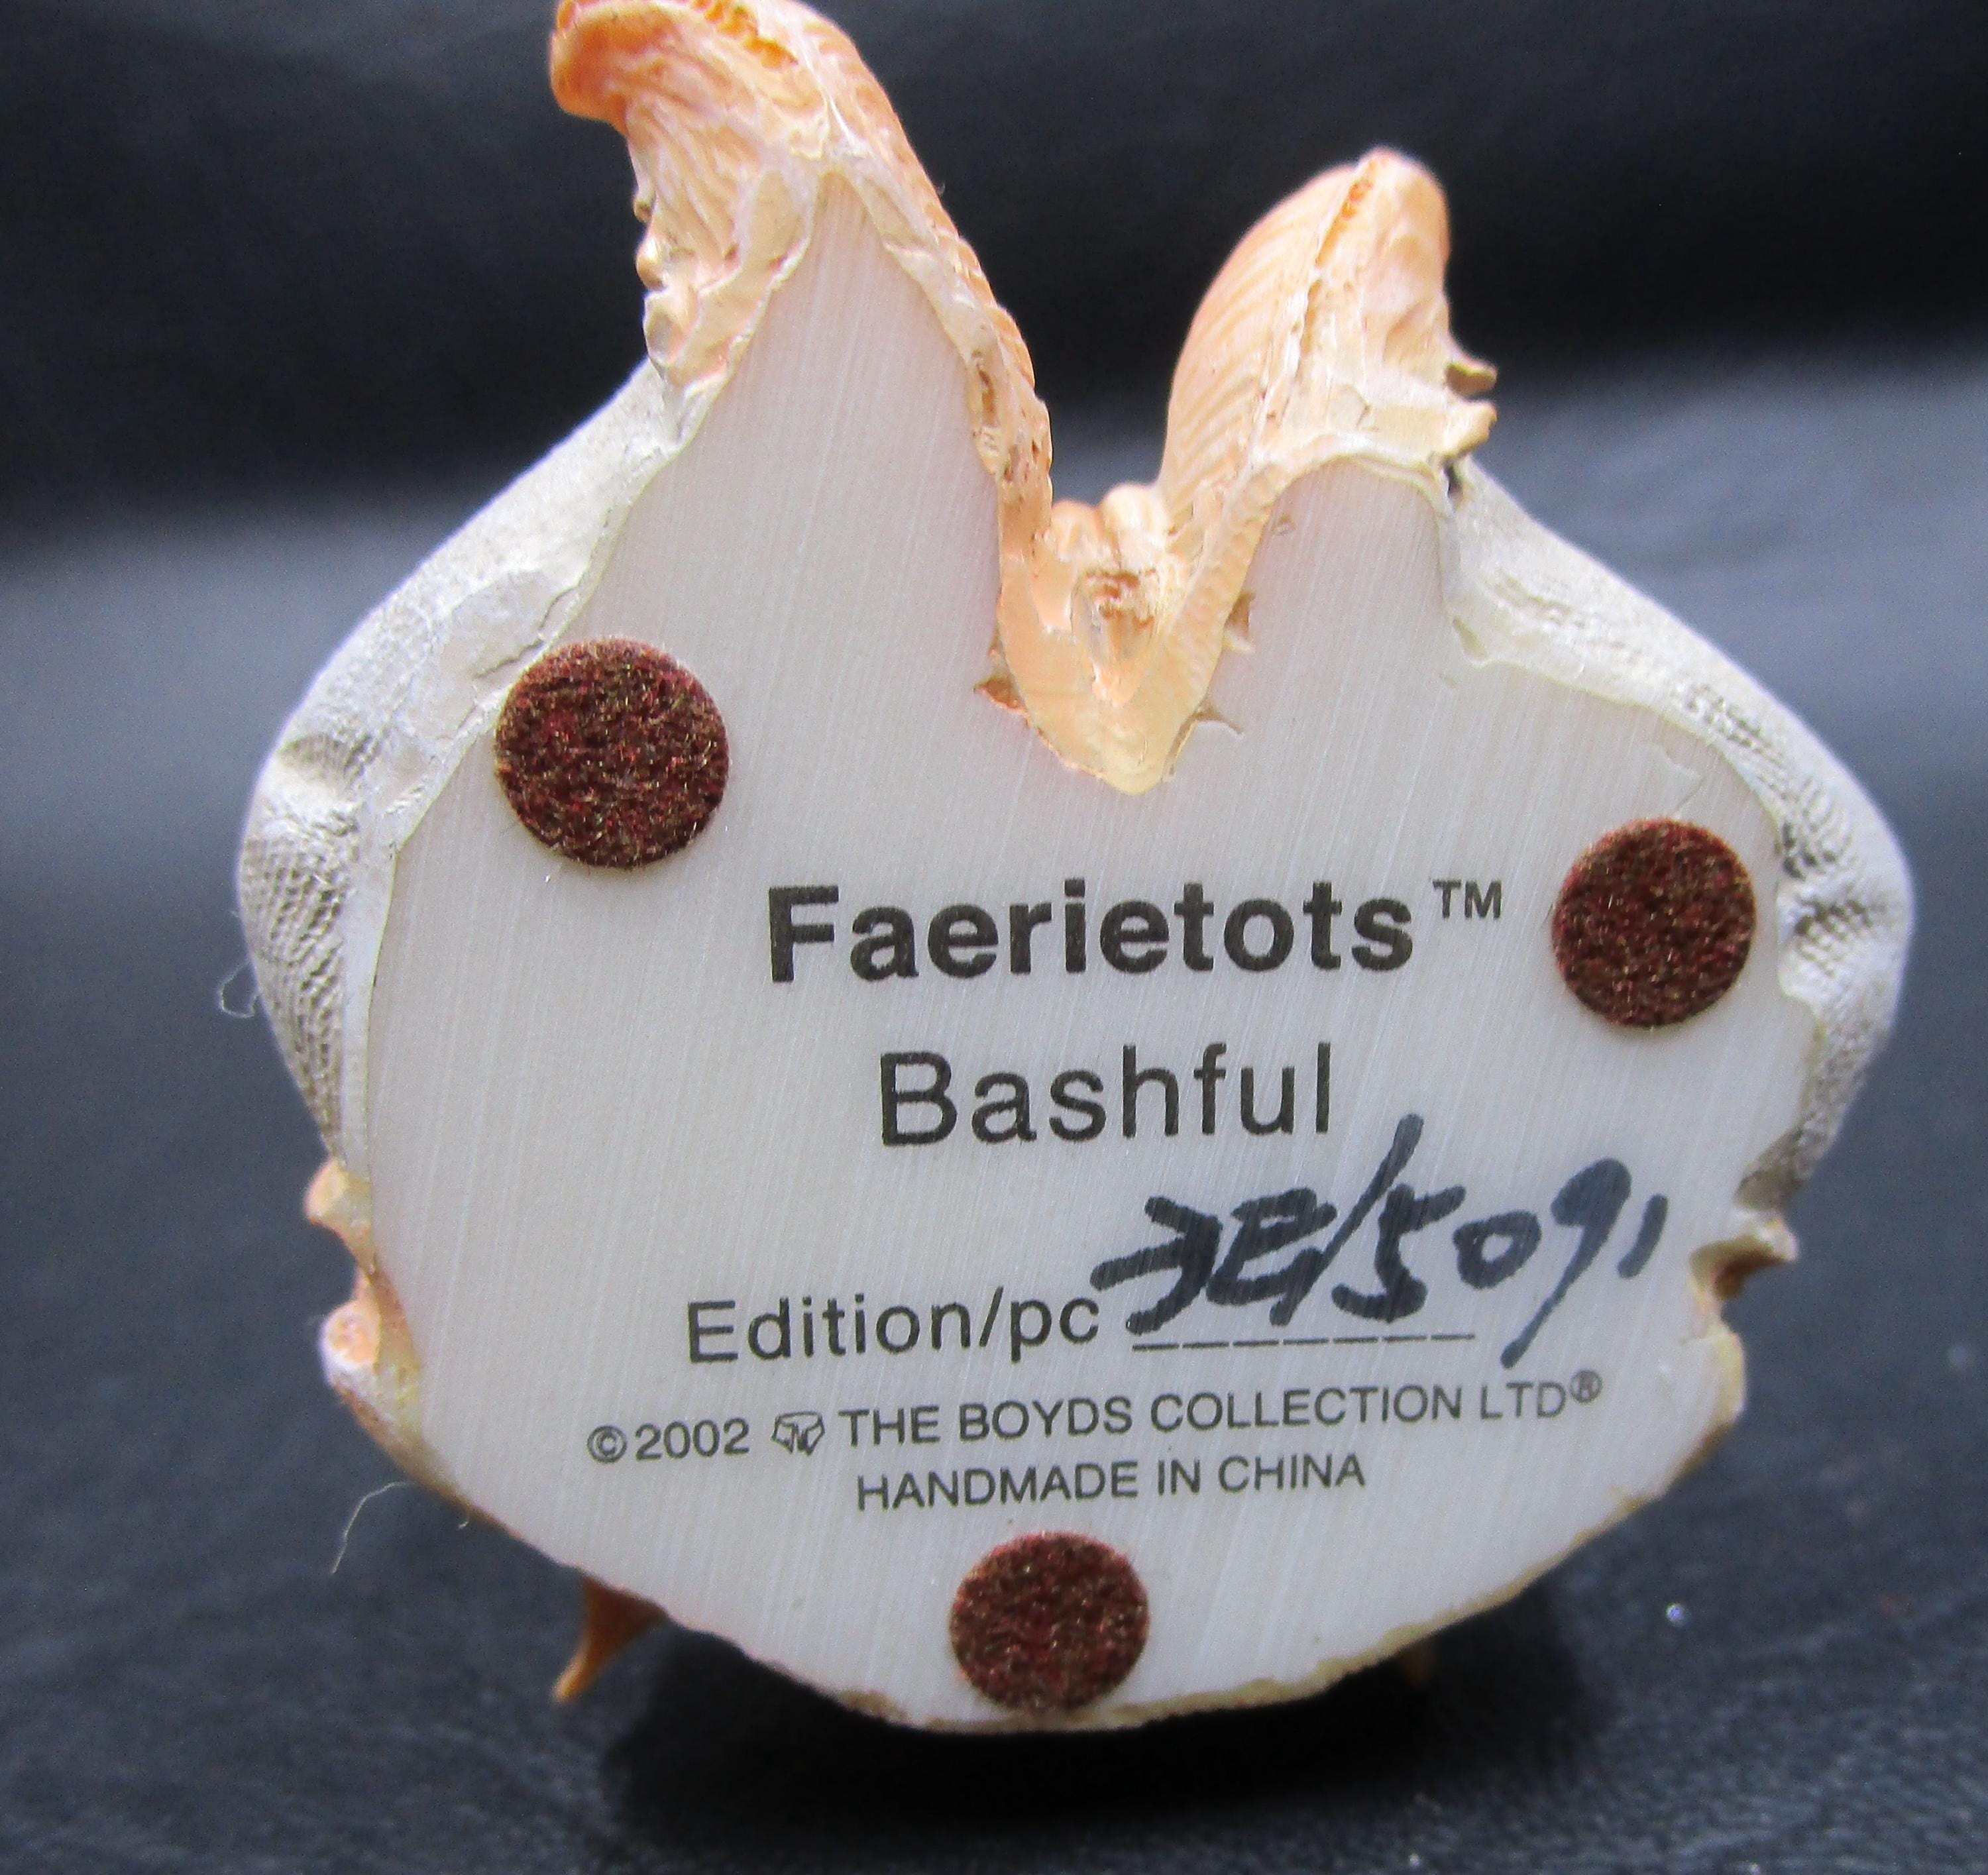 Faerietots™
Bashful
Edition/pc 3E/5091
©2002 THE BOYDS COLLECTION LTD®
HANDMADE IN CHINA